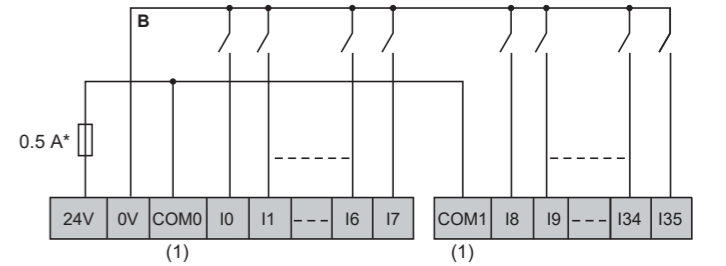 B
0.5 A*
24V 0V COM0 I0 I1 --- I6 I7 COM1 I8 I9 --- I34 I35
(1) (1)